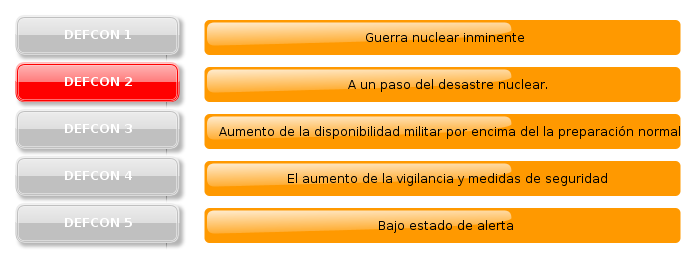 DEFCON 1 Guerra nuclear inminente
DEFCON 2 A un paso del desastre nuclear.
DEFCON 3 Aumento de la disponibilidad militar por encima del la preparación normal
DEFCON 4 El aumento de la vigilancia y medidas de seguridad
DEFCON 5 Bajo estado de alerta